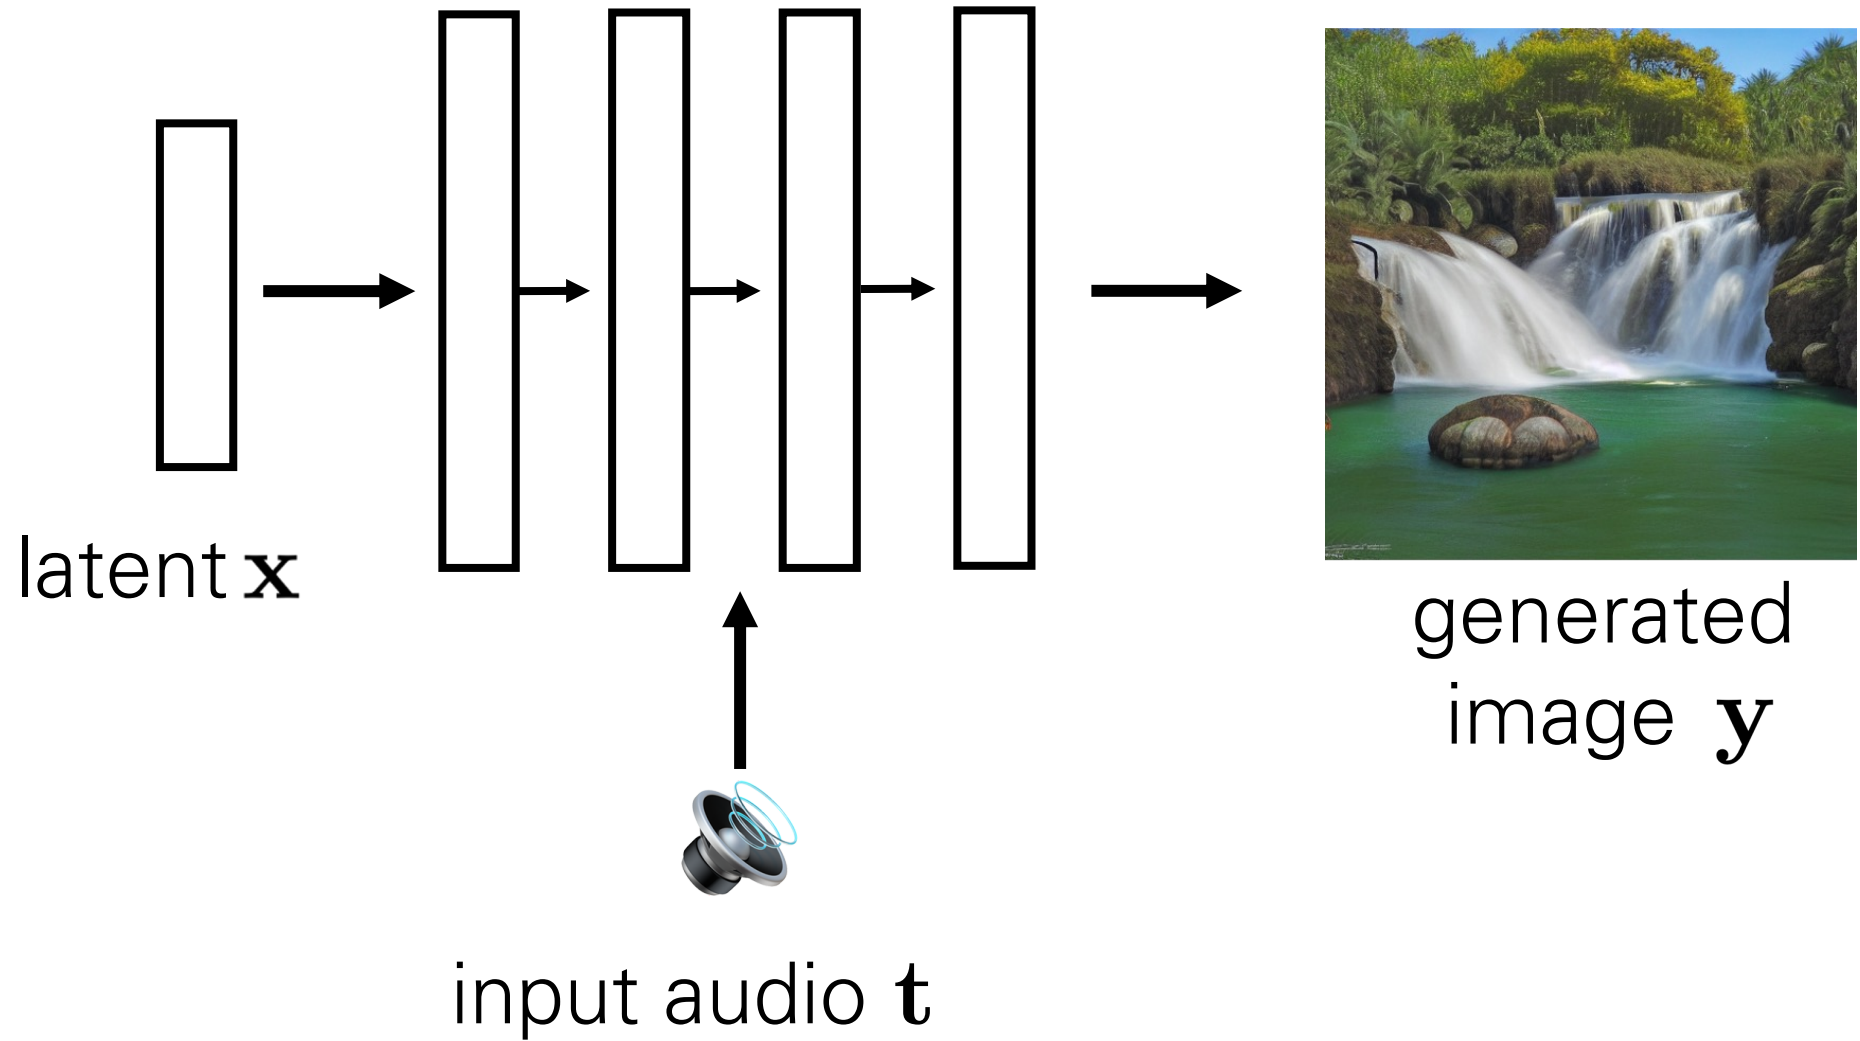 latent x
input audio t
generated
image y